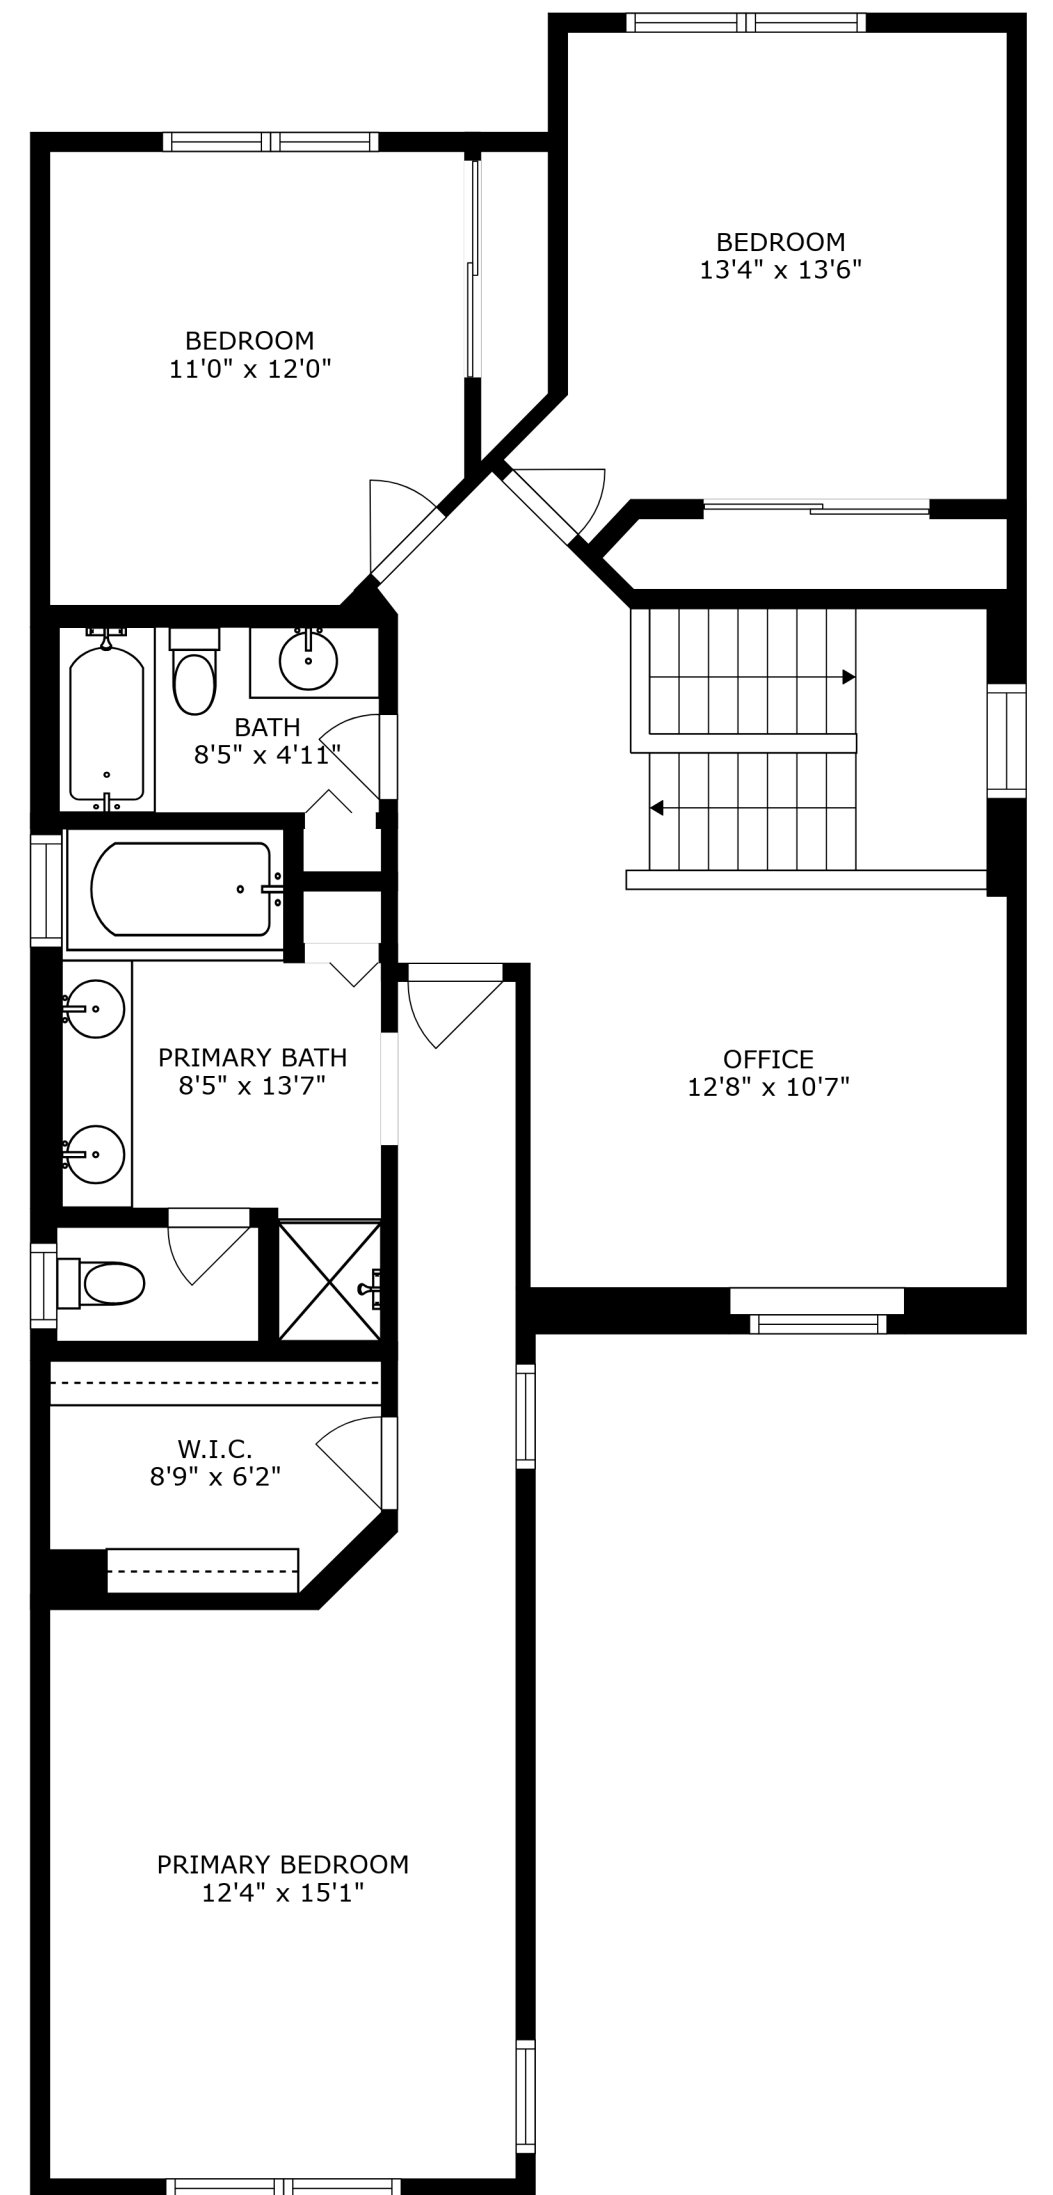 BEDROOM
13'4" x 13'6"
BEDROOM
11'0" x 12'0"
BATH
8'5" x 4'11"
PRIMARY BATH
8'5" x 13'7"
OFFICE
12'8" x 10'7"
W.I.C.
8'9" x 6'2"
PRIMARY BEDROOM
12'4" x 15'1"